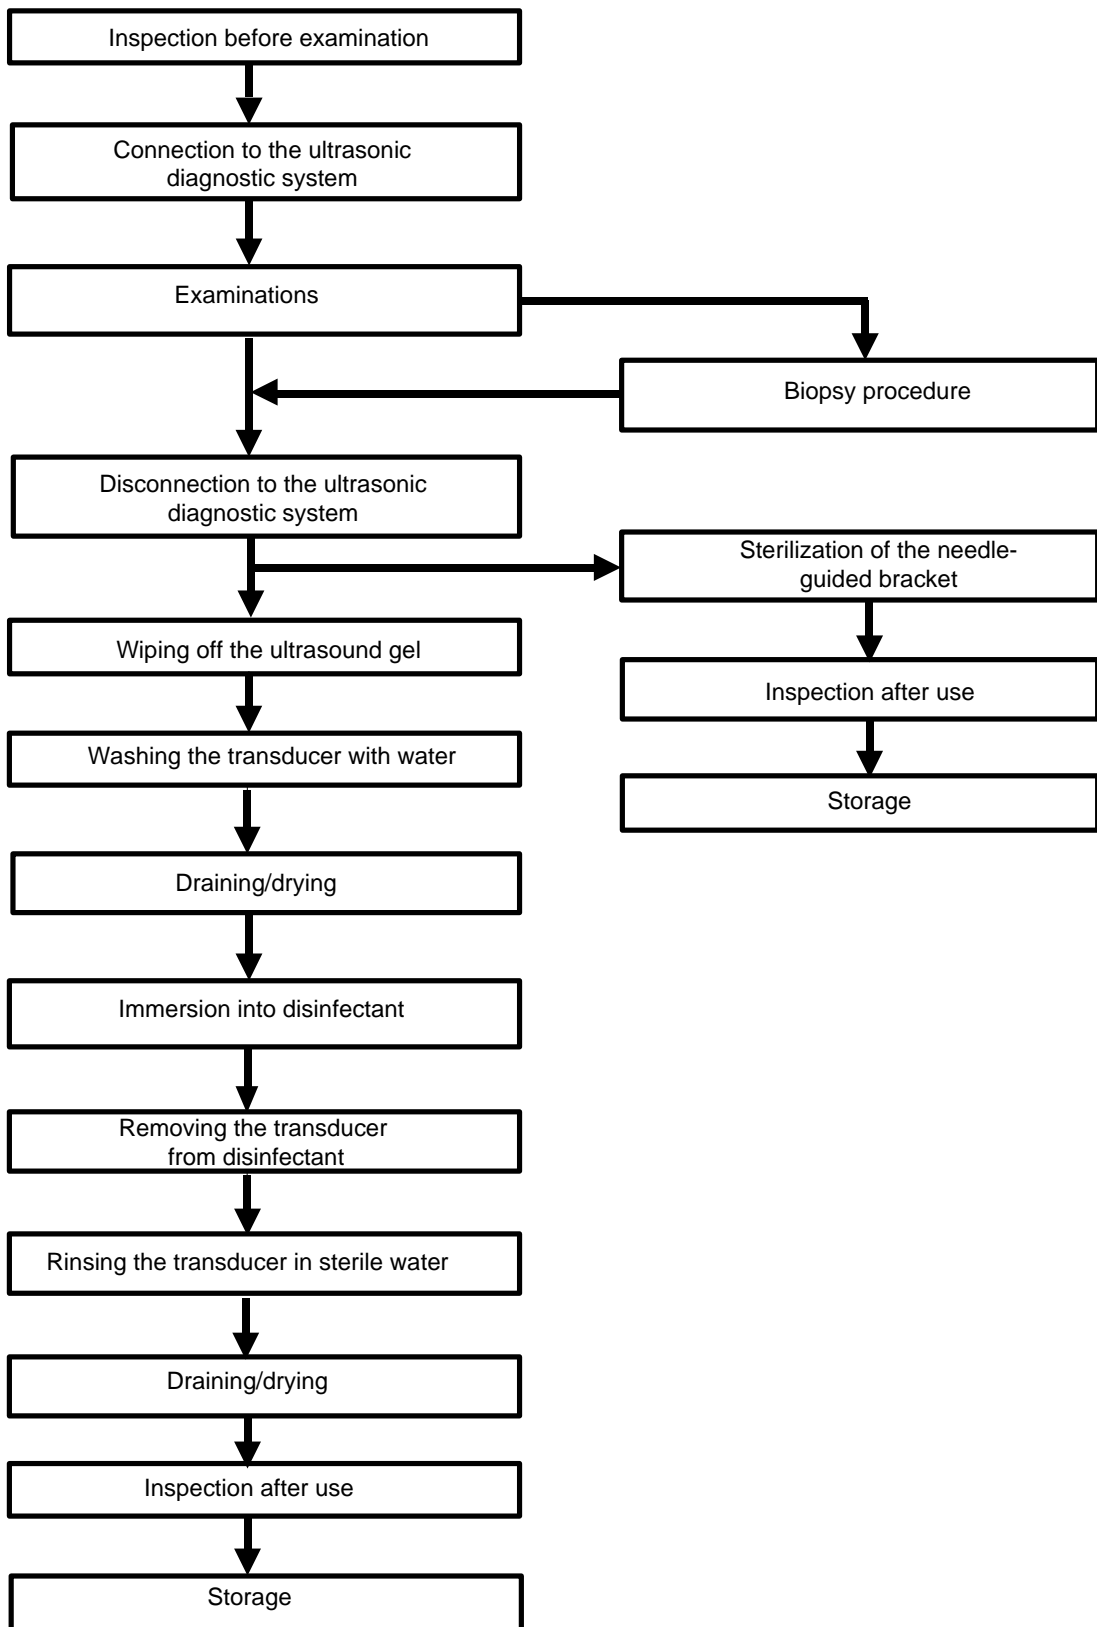 Inspection before examination
Connection to the ultrasonic
diagnostic system
Examinations
Biopsy procedure
Disconnection to the ultrasonic
diagnostic system
Sterilization of the needle-
guided bracket
Wiping off the ultrasound gel
Inspection after use
Washing the transducer with water
Storage
Draining/drying
Immersion into disinfectant
Removing the transducer
from disinfectant
Rinsing the transducer in sterile water
Draining/drying
Inspection after use
Storage